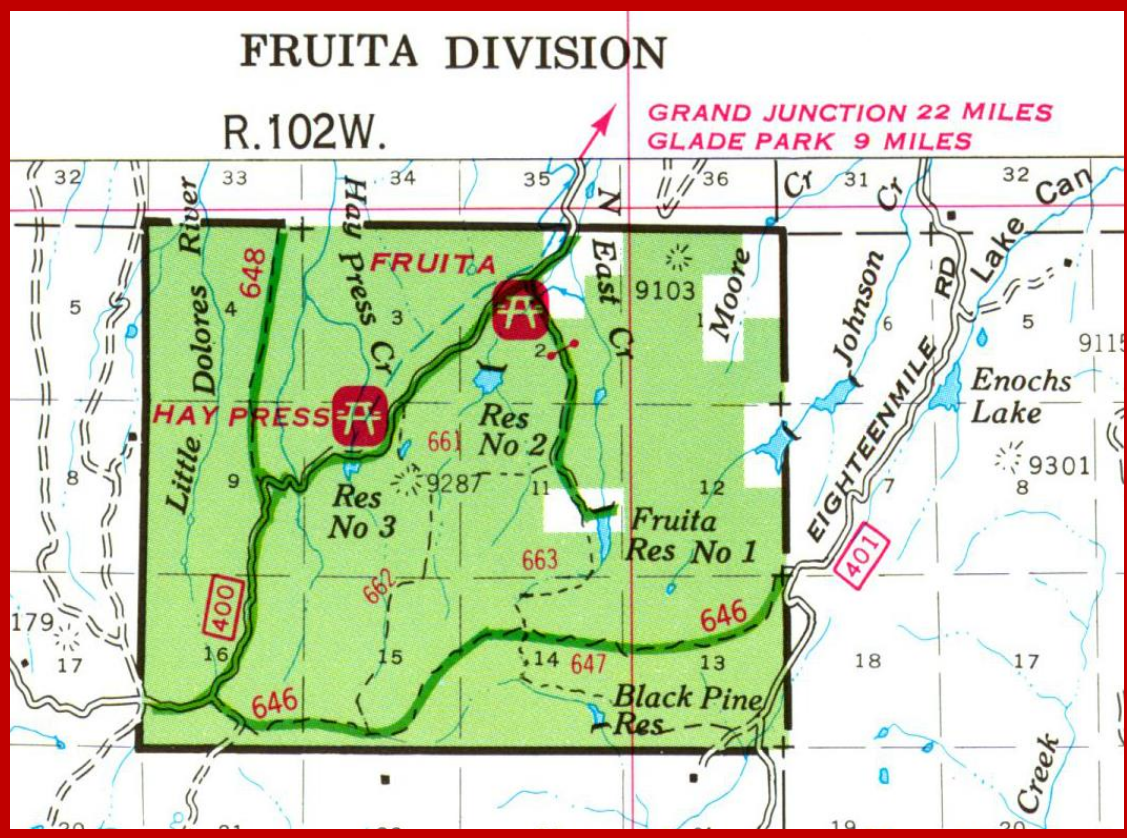 FRUITA DIVISION
R.102W.
GRAND JUNCTION 22 MILES
GLADE PARK 9 MILES
32
33
34
35
36
31
32
Little Dolores River
Hay Press Cr
N East Cr
Moore Cr
Johnson Cr
Lake Can
648
FRUITA
9103
5
4
3
2
6
5
9115
EIGHTEENMILE RD
Enochs
Lake
HAY PRESS
661
Res
No 2
9287
8
9
11
12
7
8
9301
Res
No 3
Fruita
Res No 1
663
662
401
400
646
179
17
16
15
14
647
13
18
17
646
Black Pine
Res
Creek
19
20